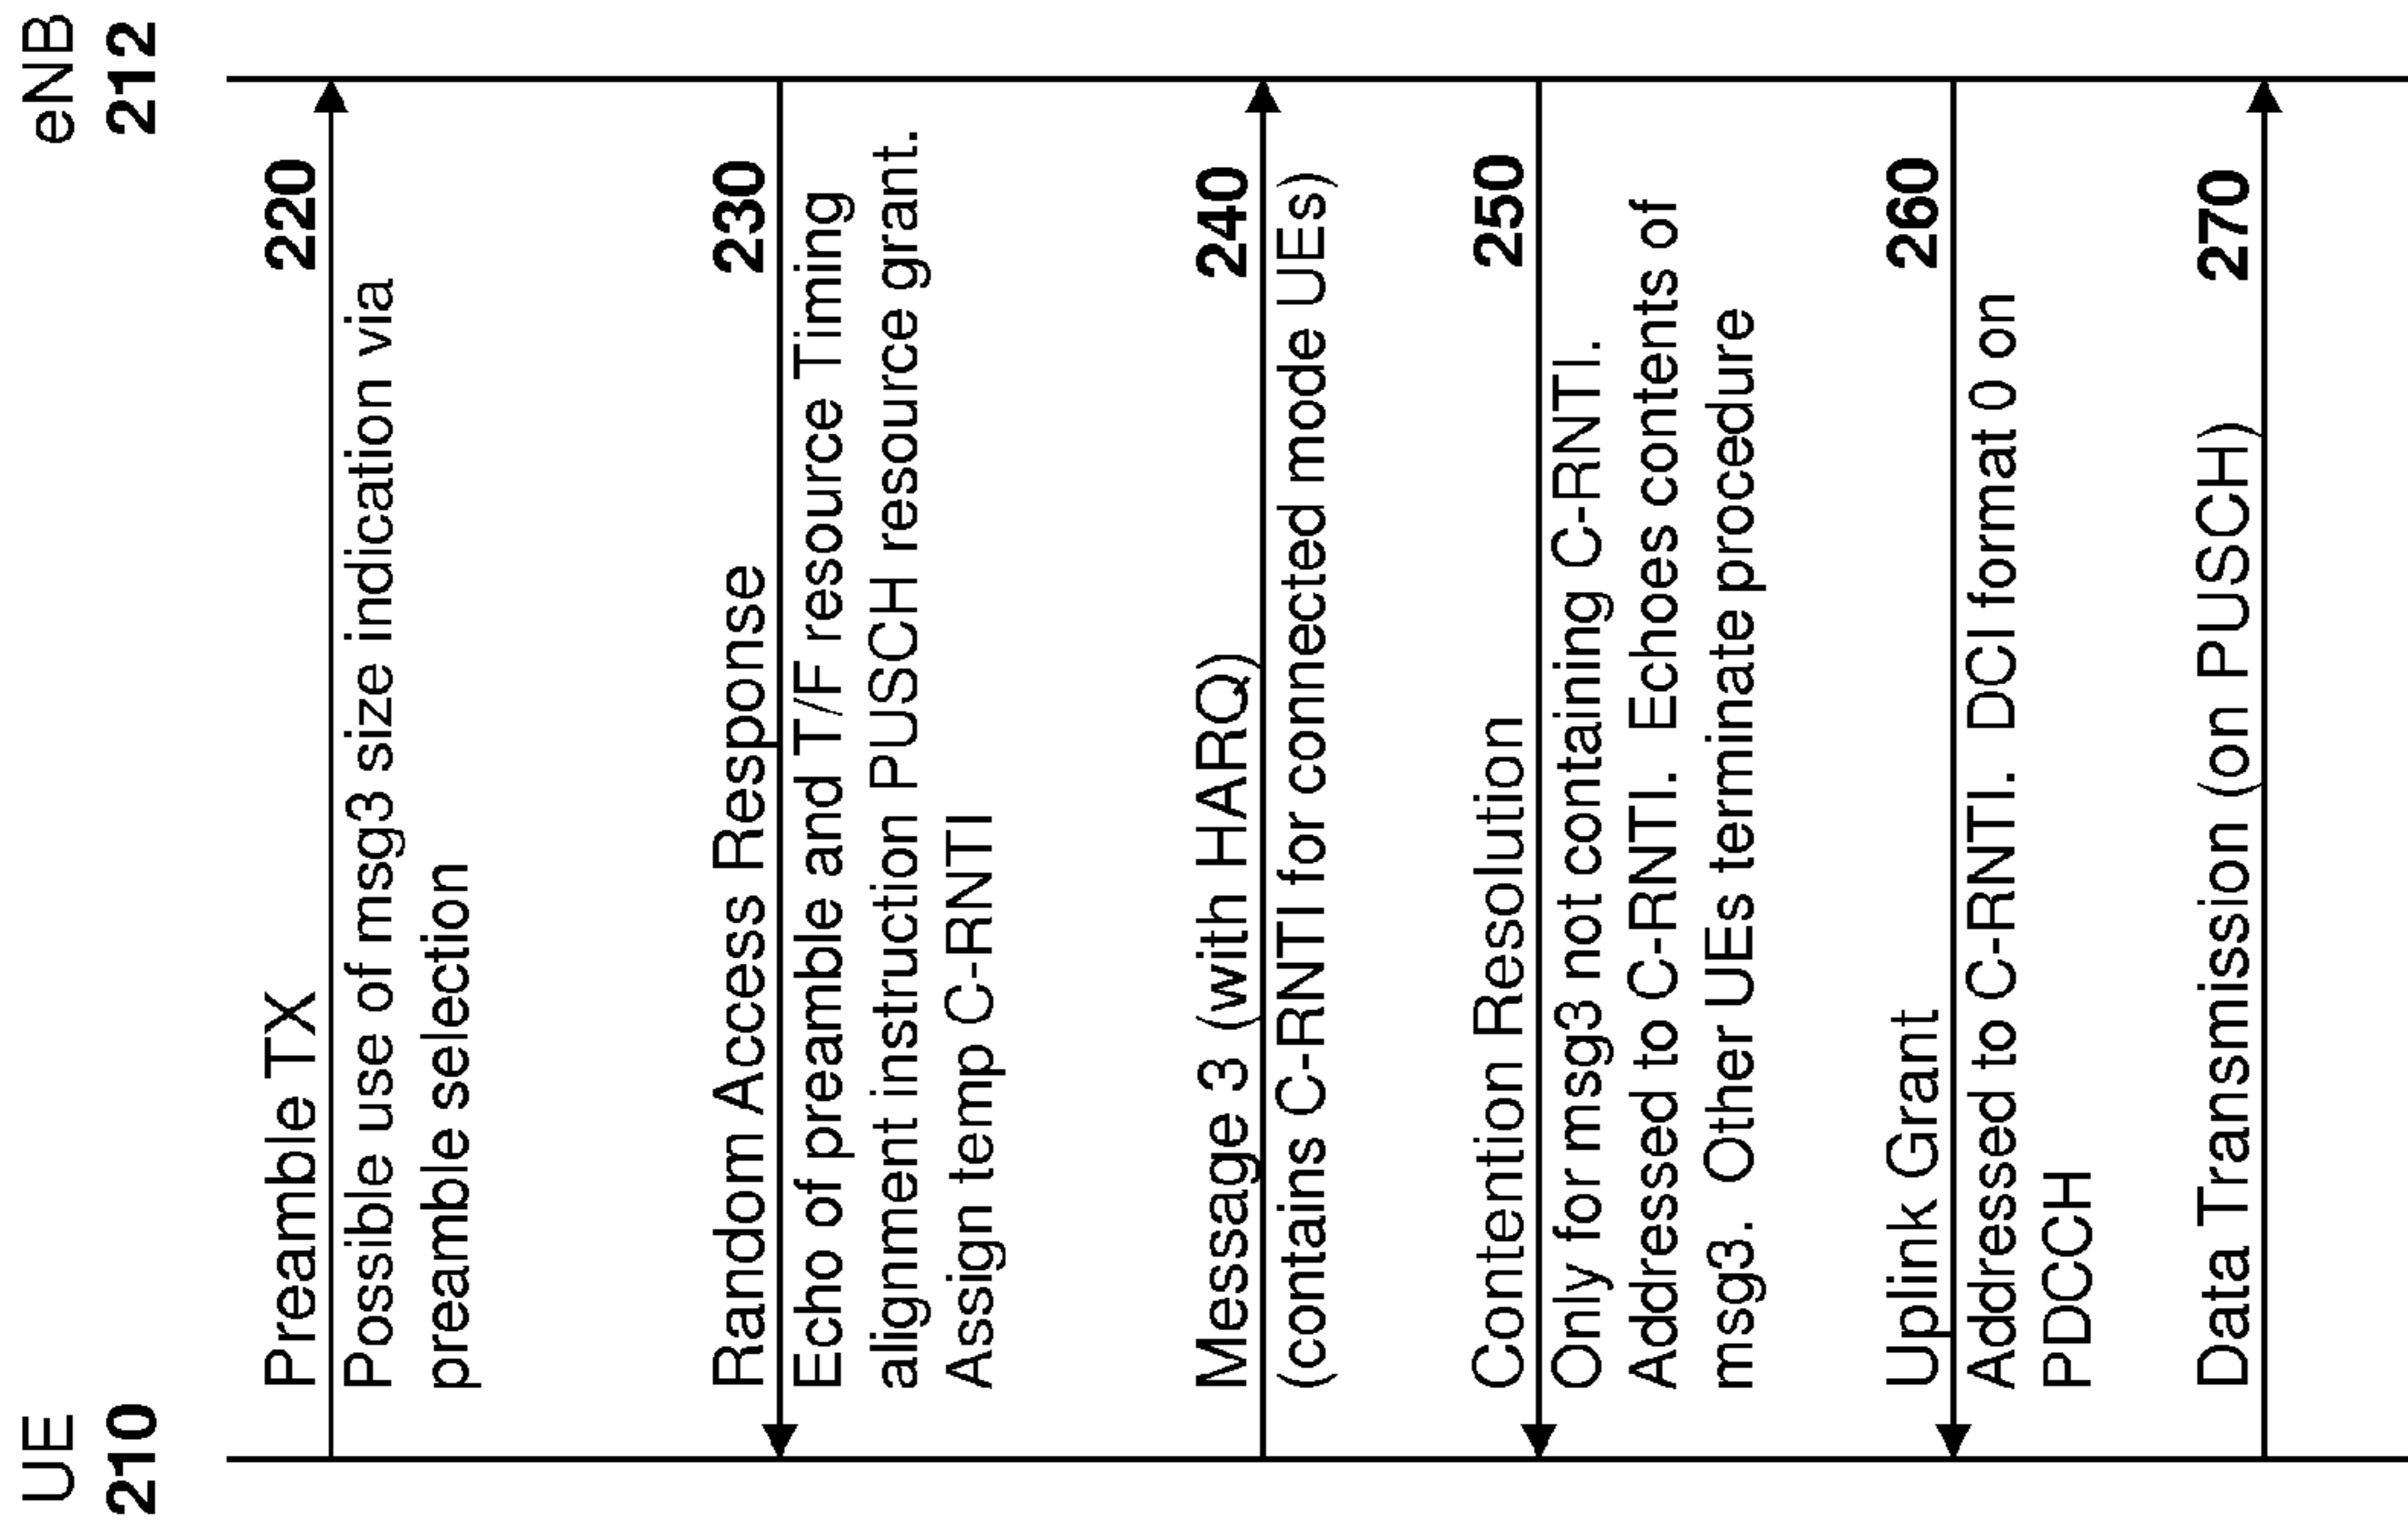 UE eNB
210 212
Preamble TX 220
Possible use of msg3 size indication via
preamble selection
Random Access Response 230
Echo of preamble and T/F resource Timing
alignment instruction PUSCH resource grant.
Assign temp C-RNTI
Message 3 (with HARQ) 240
(contains C-RNTI for connected mode UEs)
Contention Resolution 250
Only for msg3 not containing C-RNTI.
Addressed to C-RNTI. Echoes contents of
msg3. Other UEs terminate procedure
Uplink Grant 260
Addressed to C-RNTI. DCI format 0 on
PDCCH
Data Transmission (on PUSCH) 270